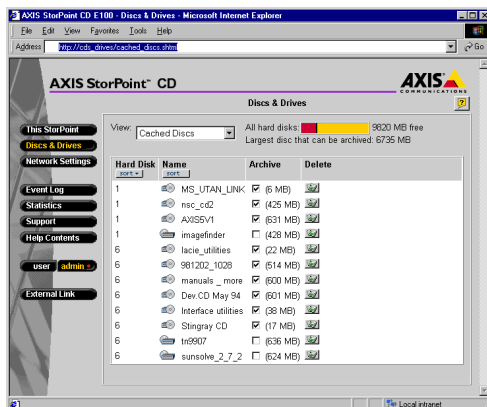 AXIS StorPoint CD E100 - Discs & Drives - Microsoft Internet Explorer
File Edit View Favorites Tools Help
Address http://cds_drives/cached_discs.shtml Go
AXIS StorPoint™ CD
AXIS
COMMUNICATIONS
Discs & Drives
This StorPoint
Discs & Drives
Network Settings
Event Log
Statistics
Support
Help Contents
user admin
External Link
View: Cached Discs
All hard disks: 9820 MB free
Largest disc that can be archived: 6735 MB
Hard Disk Name Archive Delete
sort sort
1 MS_UTAN_LINK (6 MB)
1 nsc_cd2 (425 MB)
1 AXIS5V1 (631 MB)
1 imagefinder (428 MB)
6 lacie_utilities (22 MB)
6 981202_1028 (514 MB)
6 manuals _ more (600 MB)
6 Dev.CD May 94 (601 MB)
6 Interface utilities (38 MB)
6 Stingray CD (17 MB)
6 tn9907 (636 MB)
6 sunsolve_2_7_2 (624 MB)
Local intranet